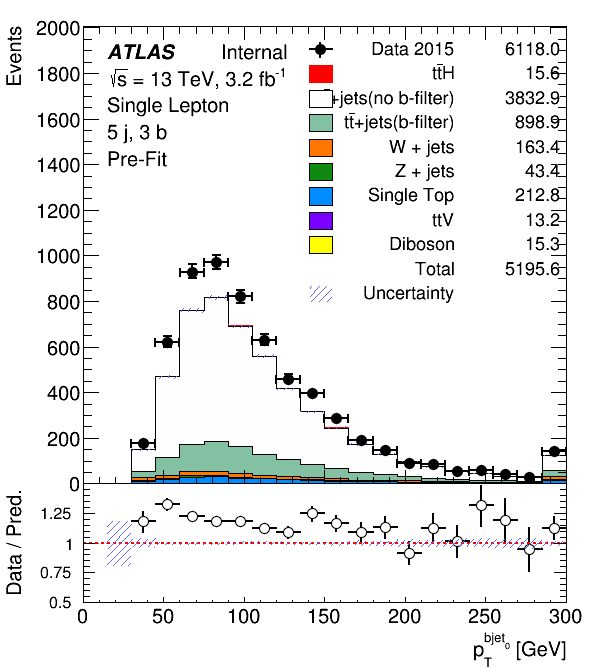 2000
1800
1600
1400
1200
1000
800
600
400
200
0
Events
ATLAS Internal
√s = 13 TeV, 3.2 fb⁻¹
Single Lepton
5 j, 3 b
Pre-Fit
Data 2015 6118.0
tt̄H 15.6
+jets(no b-filter) 3832.9
tt̄+jets(b-filter) 898.9
W + jets 163.4
Z + jets 43.4
Single Top 212.8
ttV 13.2
Diboson 15.3
Total 5195.6
Uncertainty
Data / Pred.
1.25
1
0.75
0.5
0 50 100 150 200 250 300
p_T^bjet_0 [GeV]